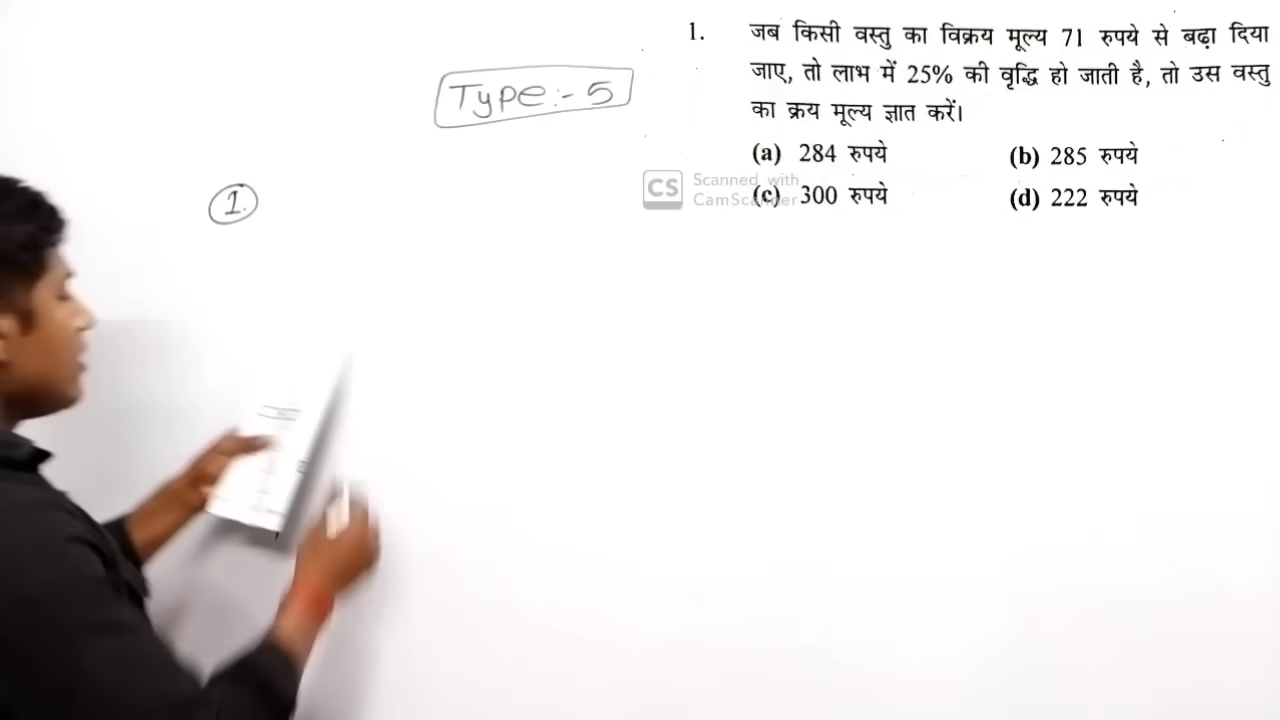 1. जब किसी वस्तु का विक्रय मूल्य 71 रुपये से बढ़ा दिया
जाए, तो लाभ में 25% की वृद्धि हो जाती है, तो उस वस्तु
का क्रय मूल्य ज्ञात करें।
(a) 284 रुपये (b) 285 रुपये
(c) 300 रुपये (d) 222 रुपये
Type:- 5
1.
CS Scanned with
CamScanner